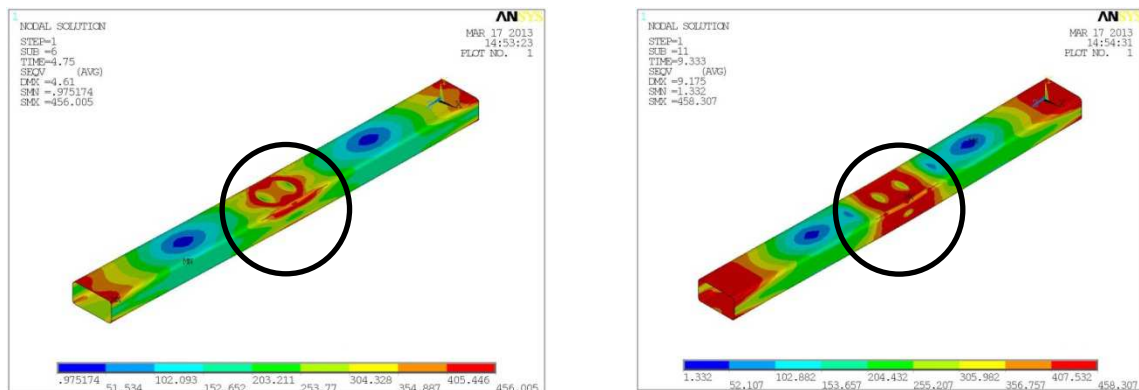 1
ANSYS
NODAL SOLUTION
MAR 17 2013
14:53:23
PLOT NO. 1
STEP=1
SUB =6
TIME=4.75
SEQV (AVG)
DMX =4.61
SMN =.975174
SMX =456.005
MN
.975174 102.093 203.211 304.328 405.446
51.534 152.652 253.77 354.887 456.005
1
ANSYS
NODAL SOLUTION
MAR 17 2013
14:54:31
PLOT NO. 1
STEP=1
SUB =11
TIME=9.333
SEQV (AVG)
DMX =9.175
SMN =1.332
SMX =458.307
1.332 102.882 204.432 305.982 407.532
52.107 153.657 255.207 356.757 458.307